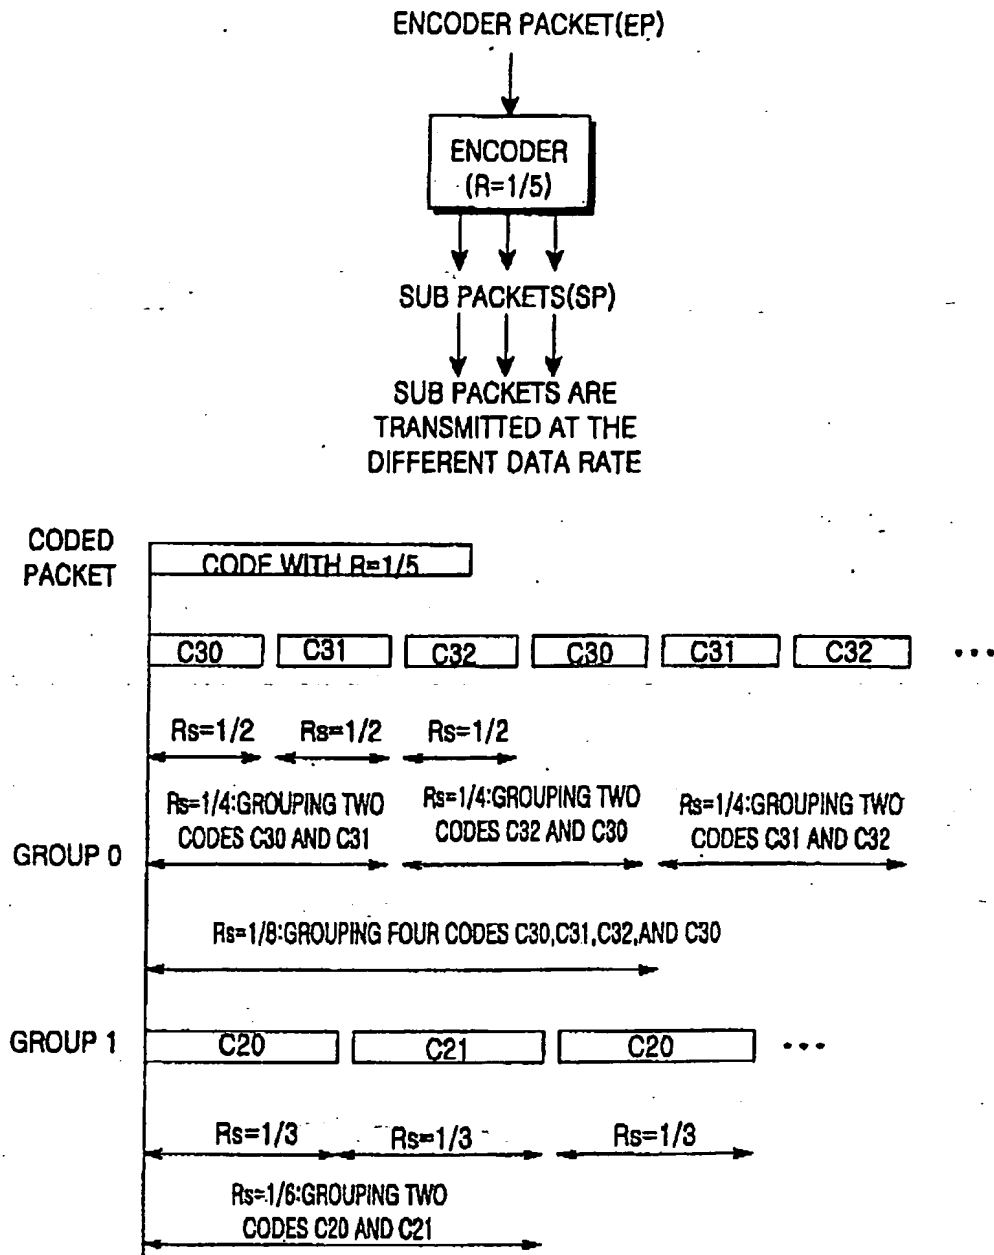 ENCODER PACKET(EP)
ENCODER
(R=1/5)
SUB PACKETS(SP)
SUB PACKETS ARE
TRANSMITTED AT THE
DIFFERENT DATA RATE
CODED
PACKET
CODE WITH R=1/5
C30 C31 C32 C30 C31 C32 •••
Rs=1/2 Rs=1/2 Rs=1/2
Rs=1/4:GROUPING TWO
CODES C30 AND C31
Rs=1/4:GROUPING TWO
CODES C32 AND C30
Rs=1/4:GROUPING TWO
CODES C31 AND C32
GROUP 0
Rs=1/8:GROUPING FOUR CODES C30,C31,C32,AND C30
GROUP 1
C20 C21 C20 •••
Rs=1/3 Rs=1/3 Rs=1/3
Rs=1/6:GROUPING TWO
CODES C20 AND C21